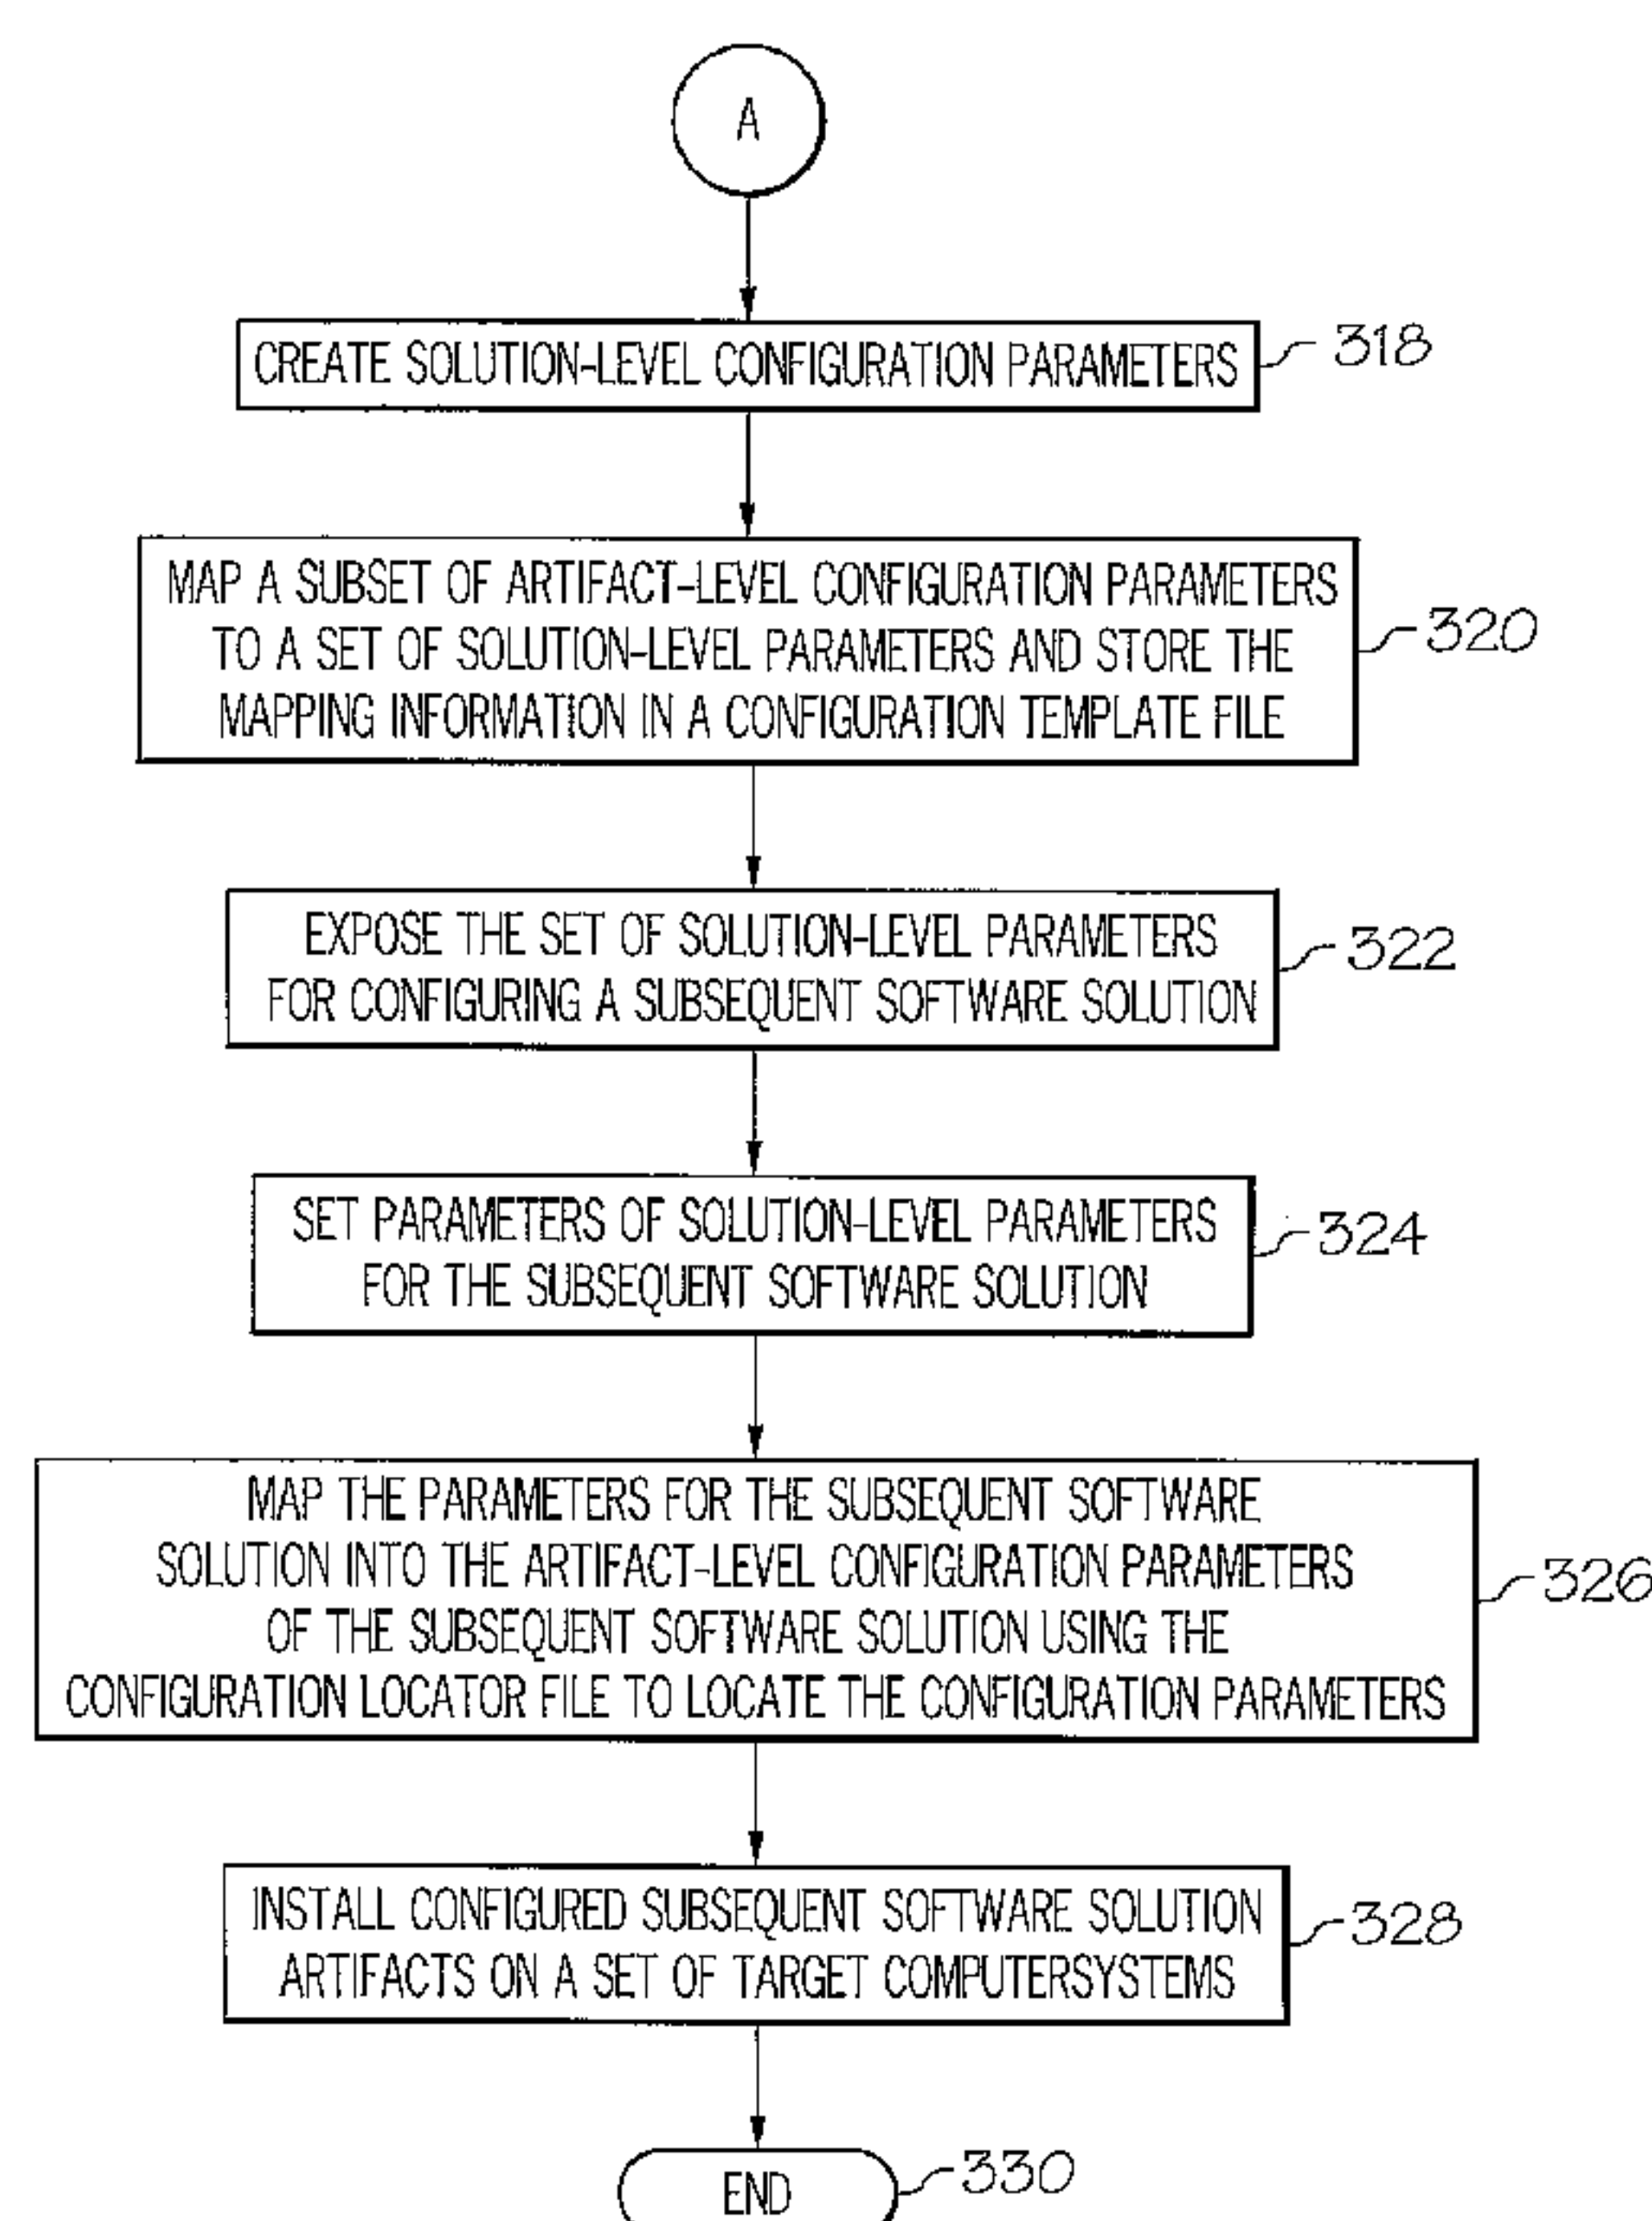 A
CREATE SOLUTION-LEVEL CONFIGURATION PARAMETERS
318
MAP A SUBSET OF ARTIFACT-LEVEL CONFIGURATION PARAMETERS
TO A SET OF SOLUTION-LEVEL PARAMETERS AND STORE THE
MAPPING INFORMATION IN A CONFIGURATION TEMPLATE FILE
320
EXPOSE THE SET OF SOLUTION-LEVEL PARAMETERS
FOR CONFIGURING A SUBSEQUENT SOFTWARE SOLUTION
322
SET PARAMETERS OF SOLUTION-LEVEL PARAMETERS
FOR THE SUBSEQUENT SOFTWARE SOLUTION
324
MAP THE PARAMETERS FOR THE SUBSEQUENT SOFTWARE
SOLUTION INTO THE ARTIFACT-LEVEL CONFIGURATION PARAMETERS
OF THE SUBSEQUENT SOFTWARE SOLUTION USING THE
CONFIGURATION LOCATOR FILE TO LOCATE THE CONFIGURATION PARAMETERS
326
INSTALL CONFIGURED SUBSEQUENT SOFTWARE SOLUTION
ARTIFACTS ON A SET OF TARGET COMPUTERSYSTEMS
328
END
330